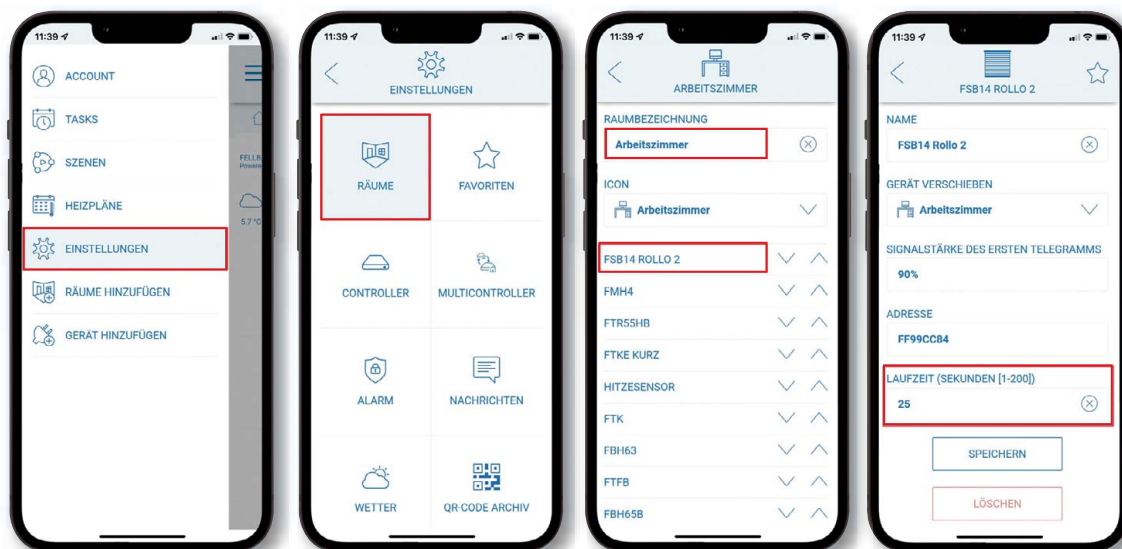 11:39
ACCOUNT
TASKS
SZENEN
HEIZPLÄNE
EINSTELLUNGEN
RÄUME HINZUFÜGEN
GERÄT HINZUFÜGEN
FELLB
Powere
5.7 °C
11:39
EINSTELLUNGEN
RÄUME
FAVORITEN
CONTROLLER
MULTICONTROLLER
ALARM
NACHRICHTEN
WETTER
QR-CODE ARCHIV
11:39
ARBEITSZIMMER
RAUMBEZEICHNUNG
Arbeitszimmer
ICON
Arbeitszimmer
FSB14 ROLLO 2
FMH4
FTR55HB
FTKE KURZ
HITZESENSOR
FTK
FBH63
FTFB
FBH65B
11:39
FSB14 ROLLO 2
NAME
FSB14 Rollo 2
GERÄT VERSCHIEBEN
Arbeitszimmer
SIGNALSTÄRKE DES ERSTEN TELEGRAMMS
90%
ADRESSE
FF99CC84
LAUFZEIT (SEKUNDEN [1-200])
25
SPEICHERN
LÖSCHEN